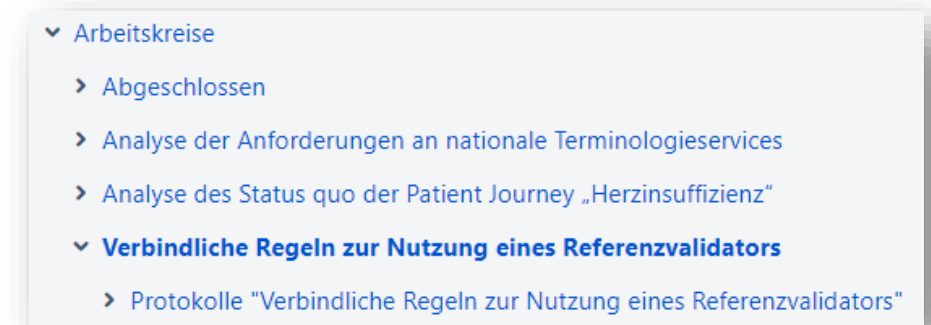 Arbeitskreise
Abgeschlossen
Analyse der Anforderungen an nationale Terminologieservices
Analyse des Status quo der Patient Journey „Herzinsuffizienz“
Verbindliche Regeln zur Nutzung eines Referenzvalidators
Protokolle "Verbindliche Regeln zur Nutzung eines Referenzvalidators"